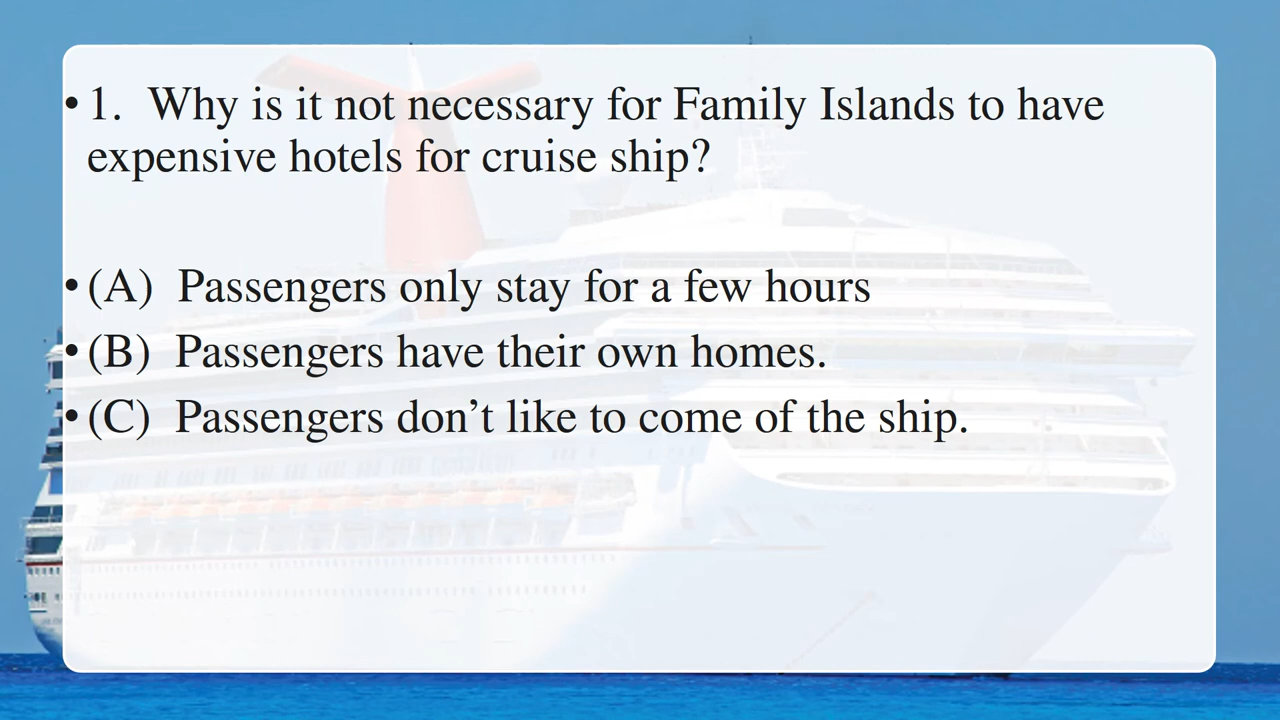 • 1. Why is it not necessary for Family Islands to have
expensive hotels for cruise ship?
• (A) Passengers only stay for a few hours
• (B) Passengers have their own homes.
• (C) Passengers don’t like to come of the ship.